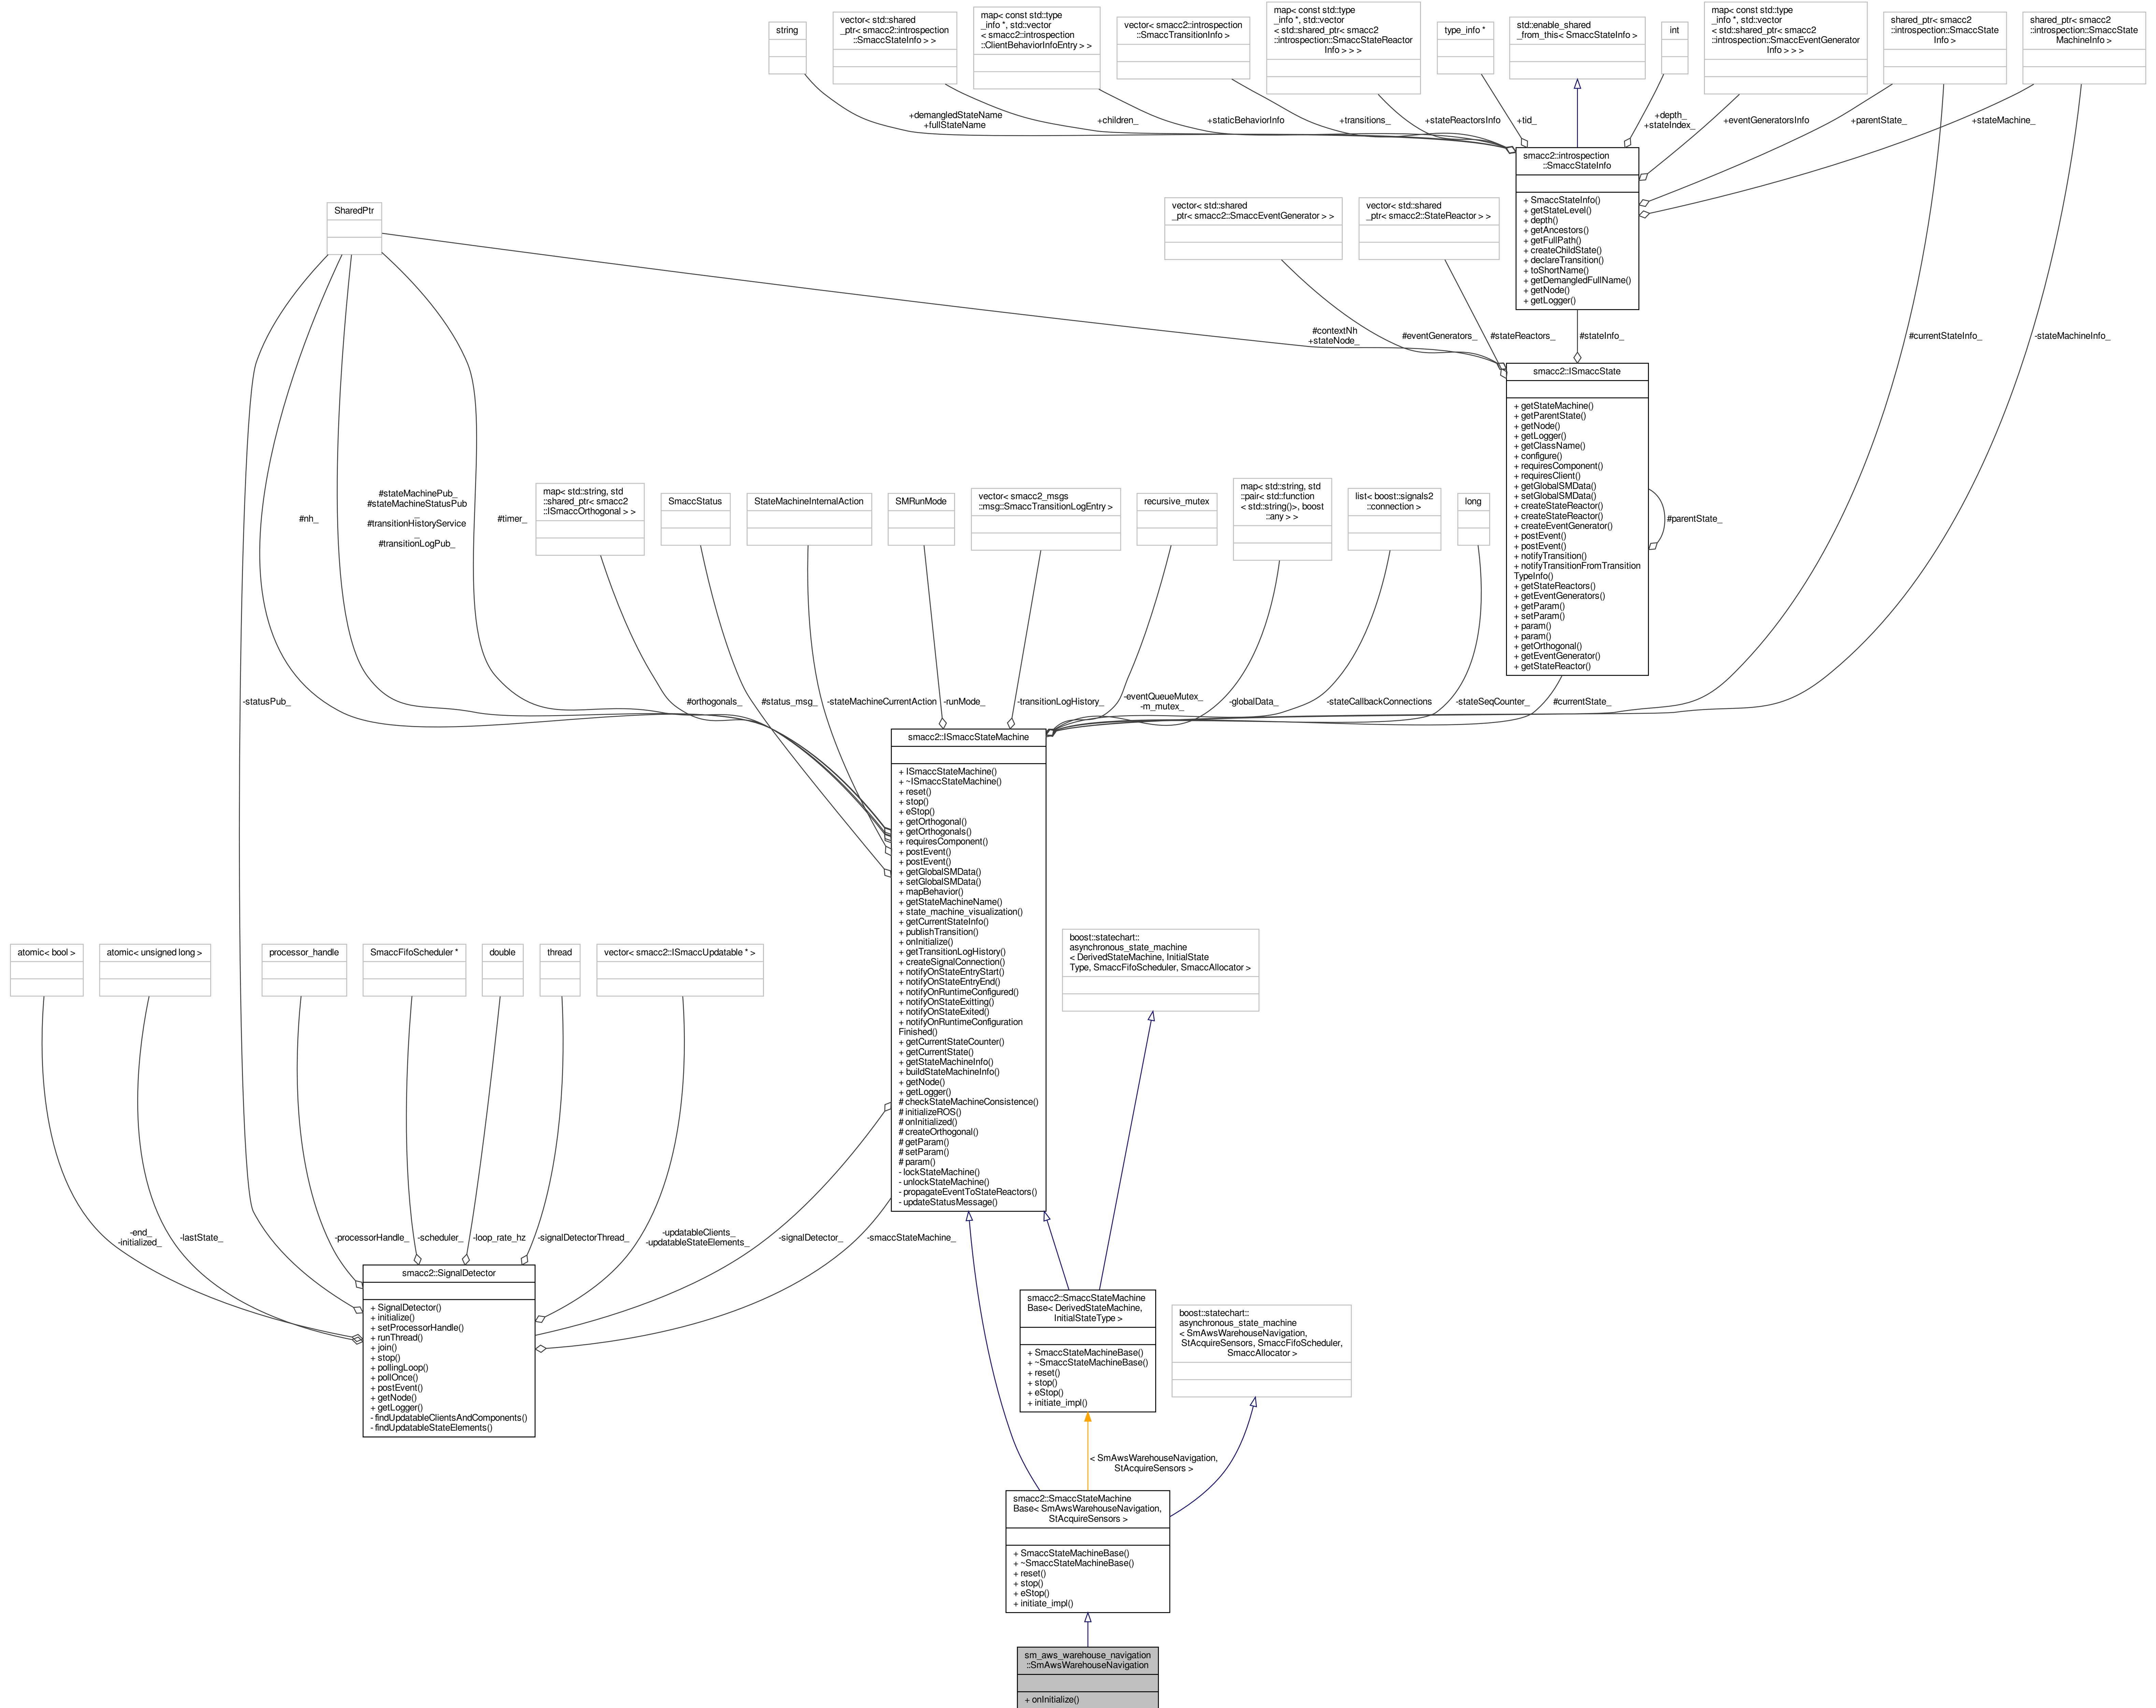 string
vector< std::shared
_ptr< smacc2::introspection
::SmaccStateInfo > >
map< const std::type
_info *, std::vector
< smacc2::introspection
::ClientBehaviorInfoEntry > >
vector< smacc2::introspection
::SmaccTransitionInfo >
map< const std::type
_info *, std::vector
< std::shared_ptr< smacc2
::introspection::SmaccStateReactor
Info > > >
type_info *
std::enable_shared
_from_this< SmaccStateInfo >
int
map< const std::type
_info *, std::vector
< std::shared_ptr< smacc2
::introspection::SmaccEventGenerator
Info > > >
shared_ptr< smacc2
::introspection::SmaccState
Info >
shared_ptr< smacc2
::introspection::SmaccState
MachineInfo >
+demangledStateName
+fullStateName
+children_
+staticBehaviorInfo
+transitions_
+stateReactorsInfo
+tid_
+depth_
+stateIndex_
+eventGeneratorsInfo
+parentState_
+stateMachine_
smacc2::introspection
::SmaccStateInfo
+ SmaccStateInfo()
+ getStateLevel()
+ depth()
+ getAncestors()
+ getFullPath()
+ createChildState()
+ declareTransition()
+ toShortName()
+ getDemangledFullName()
+ getNode()
+ getLogger()
SharedPtr
vector< std::shared
_ptr< smacc2::SmaccEventGenerator > >
vector< std::shared
_ptr< smacc2::StateReactor > >
#contextNh
+stateNode_
#eventGenerators_
#stateReactors_
#stateInfo_
#currentStateInfo_
-stateMachineInfo_
smacc2::ISmaccState
+ getStateMachine()
+ getParentState()
+ getNode()
+ getLogger()
+ getClassName()
+ configure()
+ requiresComponent()
+ requiresClient()
+ getGlobalSMData()
+ setGlobalSMData()
+ createStateReactor()
+ createStateReactor()
+ createEventGenerator()
+ postEvent()
+ postEvent()
+ notifyTransition()
+ notifyTransitionFromTransition
TypeInfo()
+ getStateReactors()
+ getEventGenerators()
+ getParam()
+ setParam()
+ param()
+ param()
+ getOrthogonal()
+ getEventGenerator()
+ getStateReactor()
#parentState_
#nh_
#stateMachinePub_
#stateMachineStatusPub
_
#transitionHistoryService
_
#transitionLogPub_
#timer_
map< std::string, std
::shared_ptr< smacc2
::ISmaccOrthogonal > >
SmaccStatus
StateMachineInternalAction
SMRunMode
vector< smacc2_msgs
::msg::SmaccTransitionLogEntry >
recursive_mutex
map< std::string, std
::pair< std::function
< std::string()>, boost
::any > >
list< boost::signals2
::connection >
long
-statusPub_
#orthogonals_
#status_msg_
-stateMachineCurrentAction
-runMode_
-transitionLogHistory_
-eventQueueMutex_
-m_mutex_
-globalData_
-stateCallbackConnections
-stateSeqCounter_
#currentState_
smacc2::ISmaccStateMachine
+ ISmaccStateMachine()
+ ~ISmaccStateMachine()
+ reset()
+ stop()
+ eStop()
+ getOrthogonal()
+ getOrthogonals()
+ requiresComponent()
+ postEvent()
+ postEvent()
+ getGlobalSMData()
+ setGlobalSMData()
+ mapBehavior()
+ getStateMachineName()
+ state_machine_visualization()
+ getCurrentStateInfo()
+ publishTransition()
+ onInitialize()
+ getTransitionLogHistory()
+ createSignalConnection()
+ notifyOnStateEntryStart()
+ notifyOnStateEntryEnd()
+ notifyOnRuntimeConfigured()
+ notifyOnStateExitting()
+ notifyOnStateExited()
+ notifyOnRuntimeConfiguration
Finished()
+ getCurrentStateCounter()
+ getCurrentState()
+ getStateMachineInfo()
+ buildStateMachineInfo()
+ getNode()
+ getLogger()
# checkStateMachineConsistence()
# initializeROS()
# onInitialized()
# createOrthogonal()
# getParam()
# setParam()
# param()
- lockStateMachine()
- unlockStateMachine()
- propagateEventToStateReactors()
- updateStatusMessage()
atomic< bool >
atomic< unsigned long >
processor_handle
SmaccFifoScheduler *
double
thread
vector< smacc2::ISmaccUpdatable * >
boost::statechart::
asynchronous_state_machine
< DerivedStateMachine, InitialState
Type, SmaccFifoScheduler, SmaccAllocator >
-end_
-initialized_
-lastState_
-processorHandle_
-scheduler_
-loop_rate_hz
-signalDetectorThread_
-updatableClients_
-updatableStateElements_
-signalDetector_
-smaccStateMachine_
smacc2::SignalDetector
+ SignalDetector()
+ initialize()
+ setProcessorHandle()
+ runThread()
+ join()
+ stop()
+ pollingLoop()
+ pollOnce()
+ postEvent()
+ getNode()
+ getLogger()
- findUpdatableClientsAndComponents()
- findUpdatableStateElements()
smacc2::SmaccStateMachine
Base< DerivedStateMachine,
InitialStateType >
+ SmaccStateMachineBase()
+ ~SmaccStateMachineBase()
+ reset()
+ stop()
+ eStop()
+ initiate_impl()
boost::statechart::
asynchronous_state_machine
< SmAwsWarehouseNavigation,
StAcquireSensors, SmaccFifoScheduler,
SmaccAllocator >
< SmAwsWarehouseNavigation,
StAcquireSensors >
smacc2::SmaccStateMachine
Base< SmAwsWarehouseNavigation,
StAcquireSensors >
+ SmaccStateMachineBase()
+ ~SmaccStateMachineBase()
+ reset()
+ stop()
+ eStop()
+ initiate_impl()
sm_aws_warehouse_navigation
::SmAwsWarehouseNavigation
+ onInitialize()